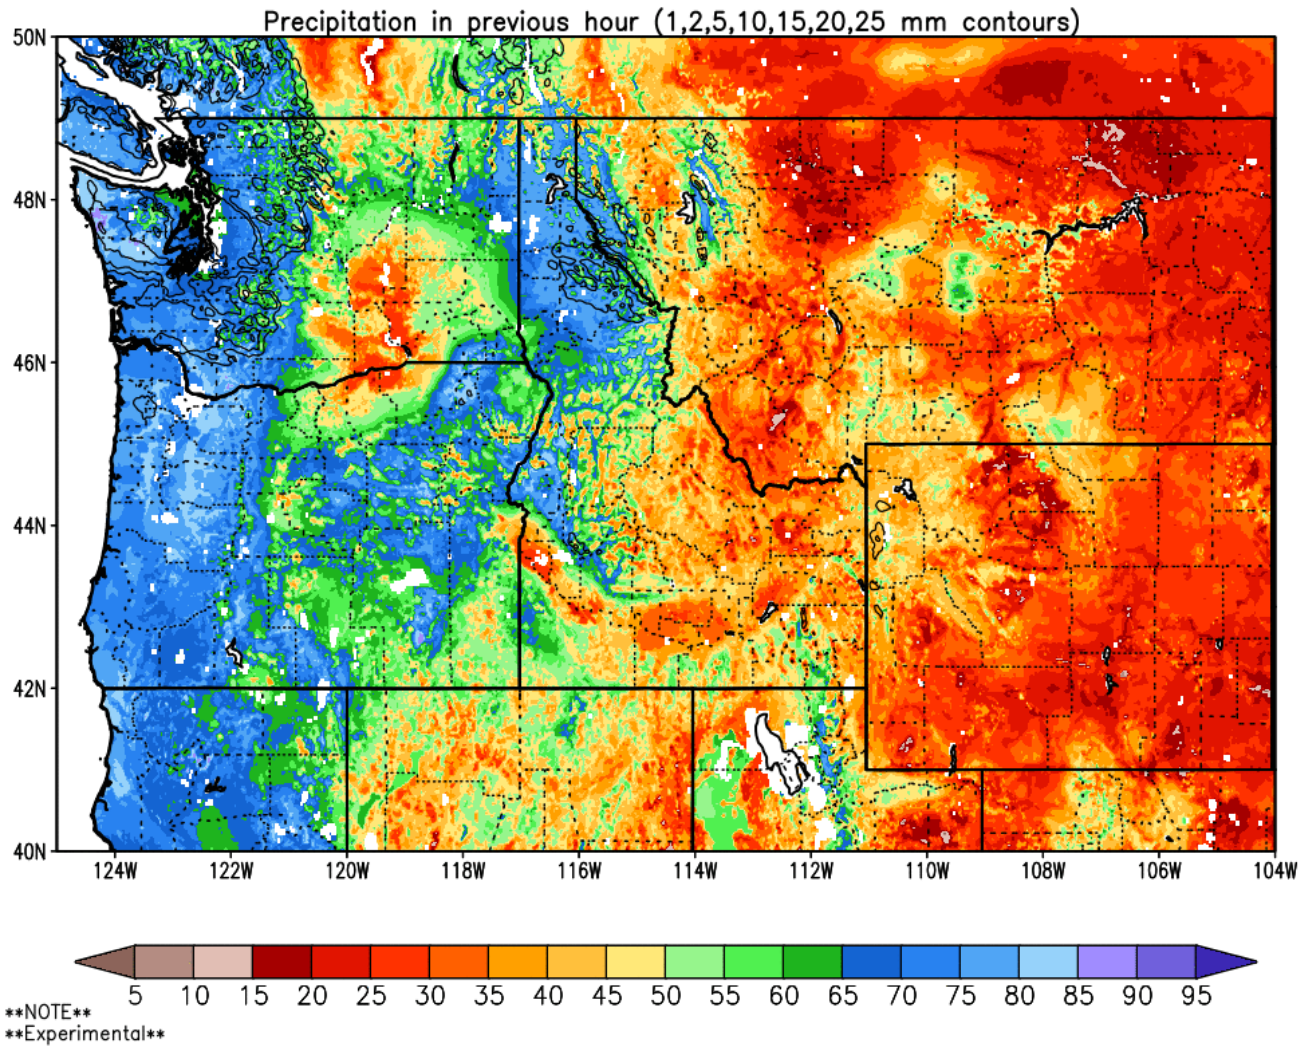 Precipitation in previous hour (1,2,5,10,15,20,25 mm contours)
50N
48N
46N
44N
42N
40N
124W 122W 120W 118W 116W 114W 112W 110W 108W 106W 104W
5 10 15 20 25 30 35 40 45 50 55 60 65 70 75 80 85 90 95
**NOTE**
**Experimental**